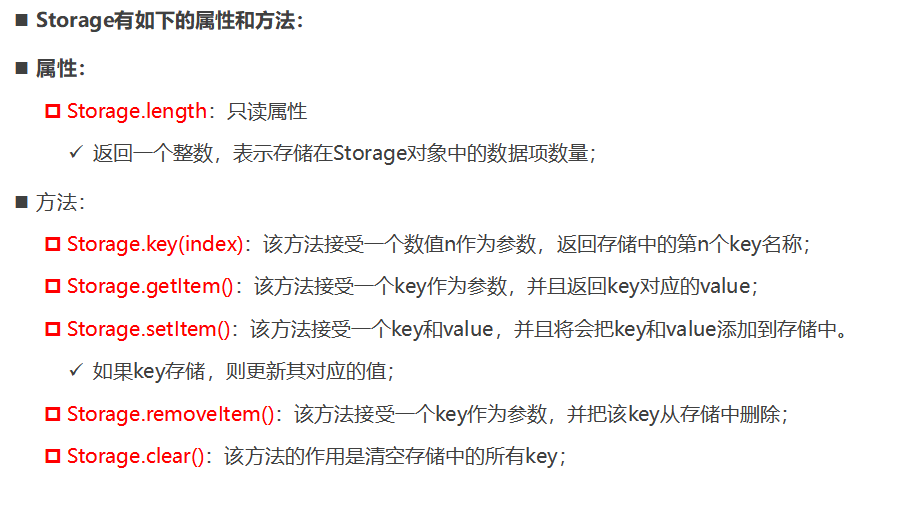 Storage有如下的属性和方法：
属性：
Storage.length：只读属性
返回一个整数，表示存储在Storage对象中的数据项数量；
方法：
Storage.key(index)：该方法接受一个数值n作为参数，返回存储中的第n个key名称；
Storage.getItem()：该方法接受一个key作为参数，并且返回key对应的value；
Storage.setItem()：该方法接受一个key和value，并且将会把key和value添加到存储中。
如果key存储，则更新其对应的值；
Storage.removeItem()：该方法接受一个key作为参数，并把该key从存储中删除；
Storage.clear()：该方法的作用是清空存储中的所有key；